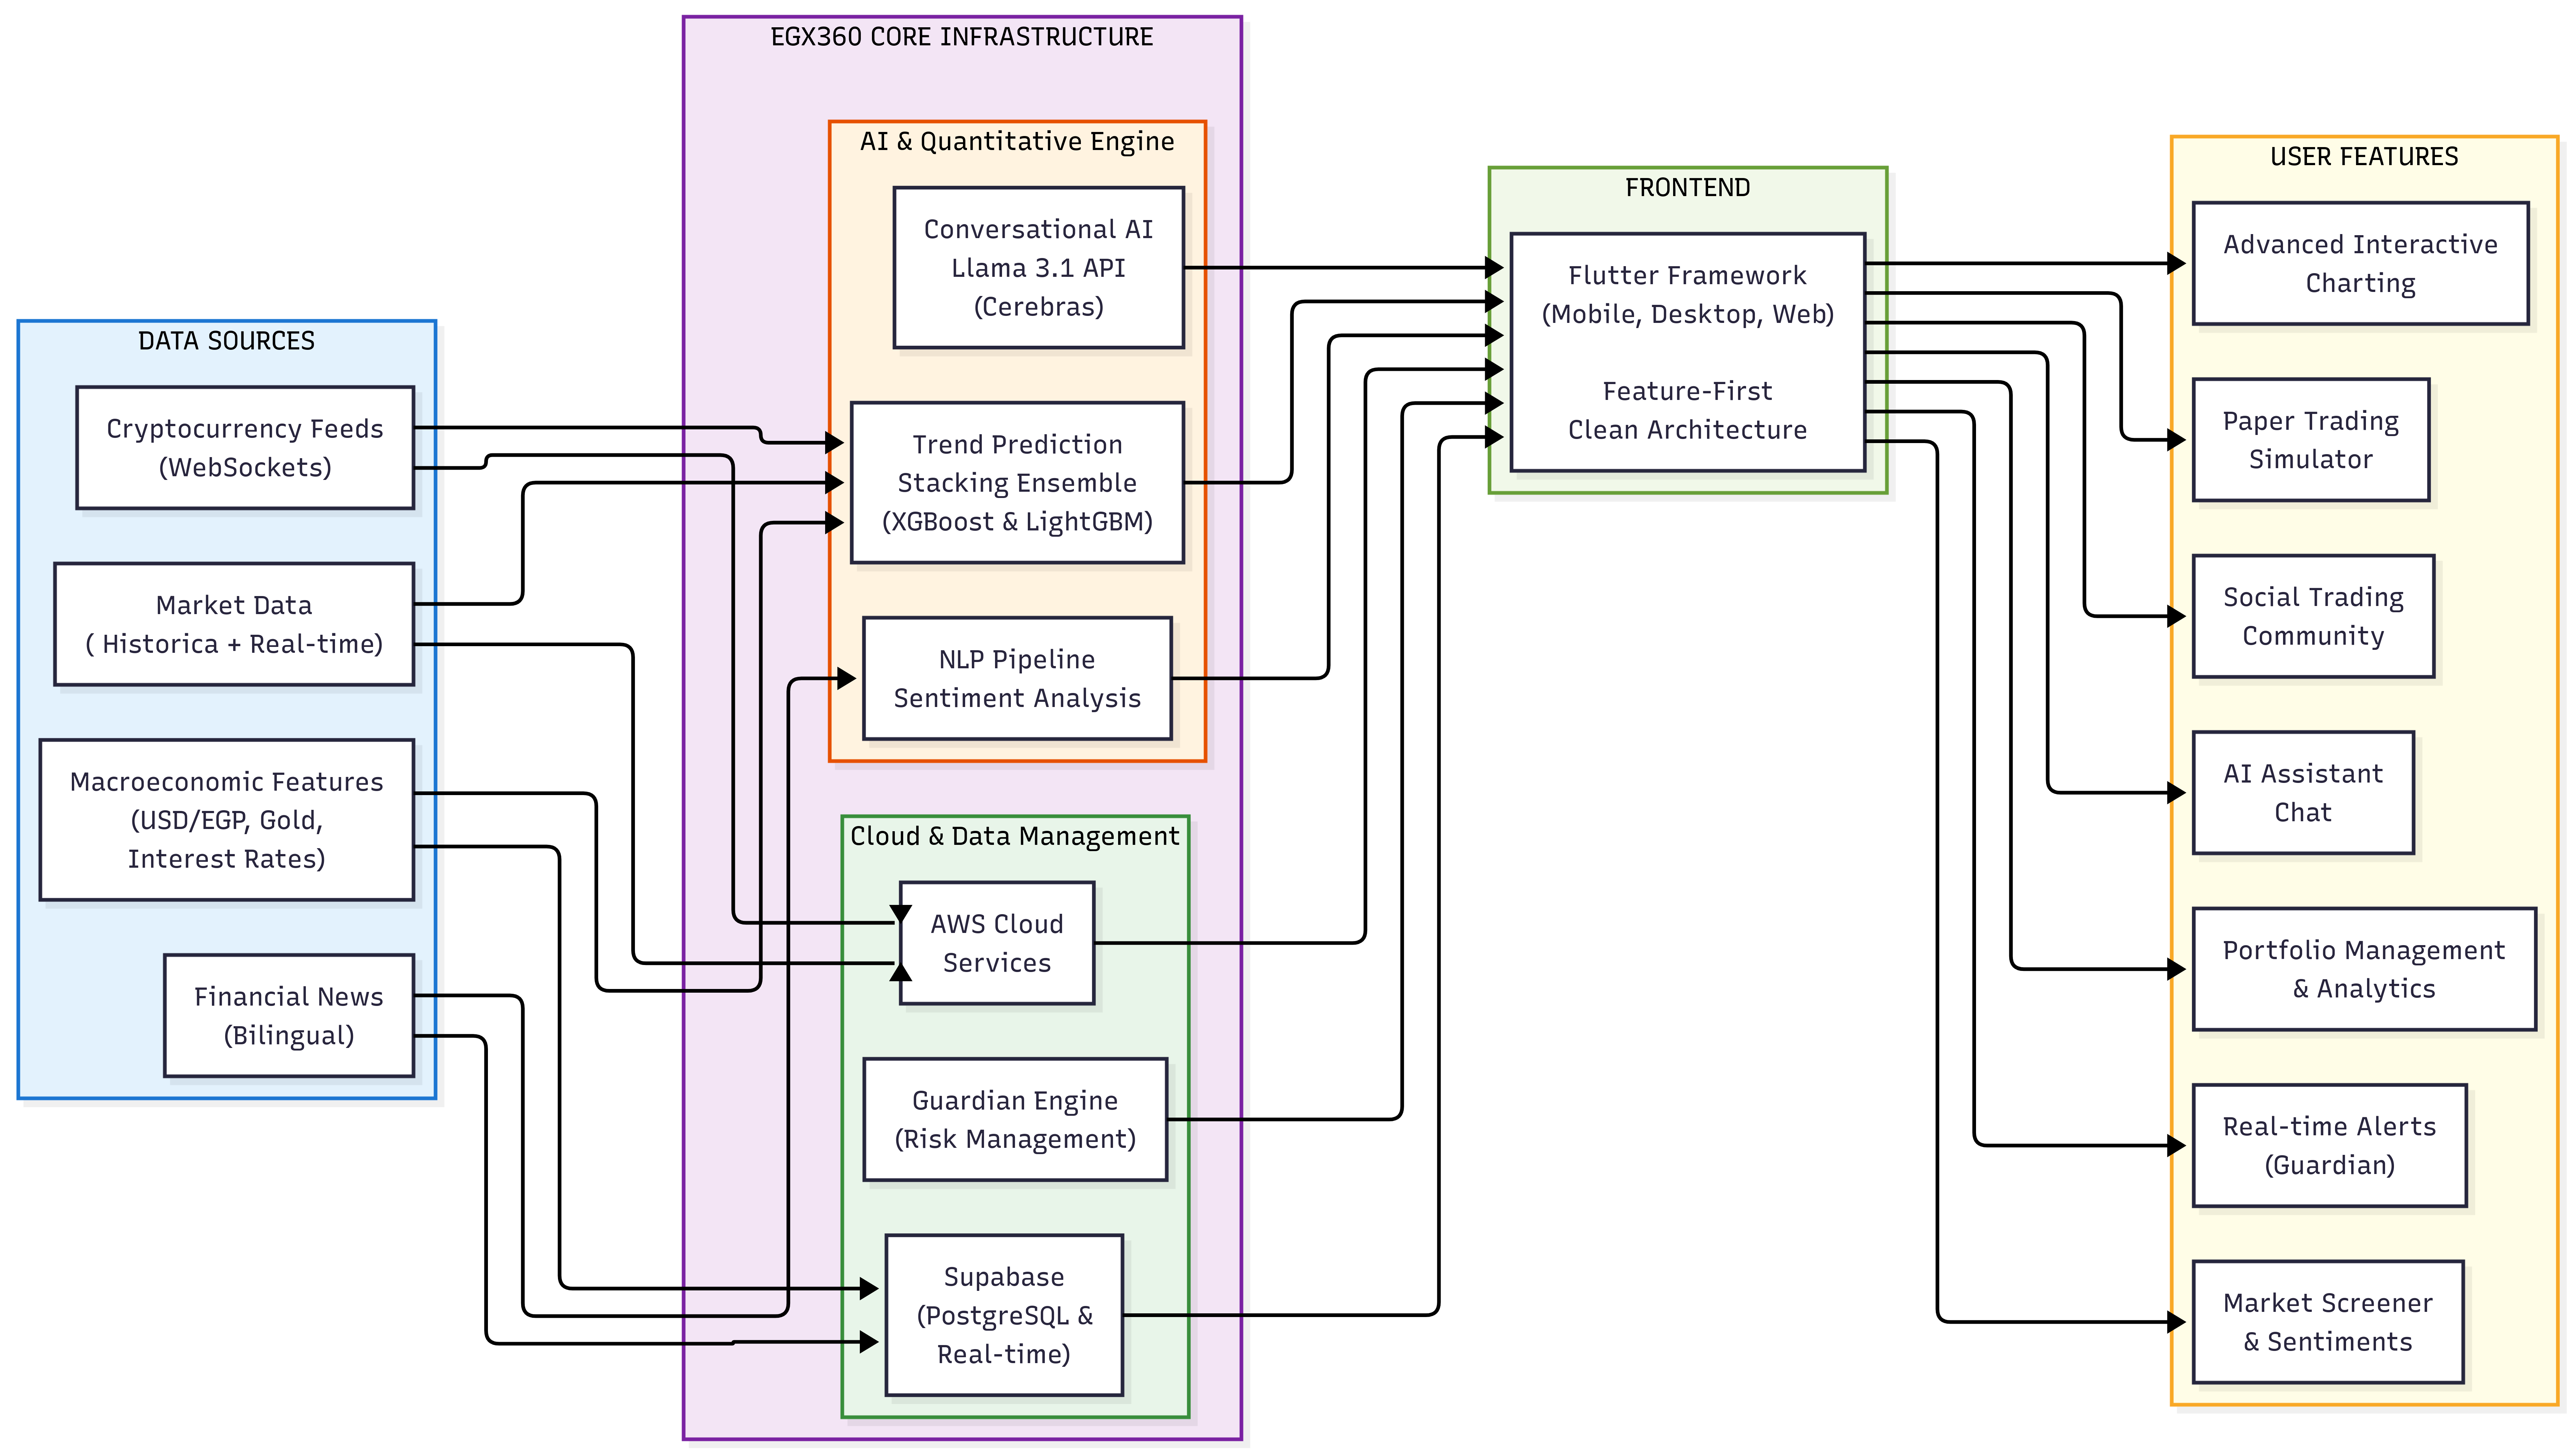 DATA SOURCES
Cryptocurrency Feeds
(WebSockets)
Market Data
( Historica + Real-time)
Macroeconomic Features
(USD/EGP, Gold,
Interest Rates)
Financial News
(Bilingual)
EGX360 CORE INFRASTRUCTURE
AI & Quantitative Engine
Conversational AI
Llama 3.1 API
(Cerebras)
Trend Prediction
Stacking Ensemble
(XGBoost & LightGBM)
NLP Pipeline
Sentiment Analysis
Cloud & Data Management
AWS Cloud
Services
Guardian Engine
(Risk Management)
Supabase
(PostgreSQL &
Real-time)
FRONTEND
Flutter Framework
(Mobile, Desktop, Web)
Feature-First
Clean Architecture
USER FEATURES
Advanced Interactive
Charting
Paper Trading
Simulator
Social Trading
Community
AI Assistant
Chat
Portfolio Management
& Analytics
Real-time Alerts
(Guardian)
Market Screener
& Sentiments